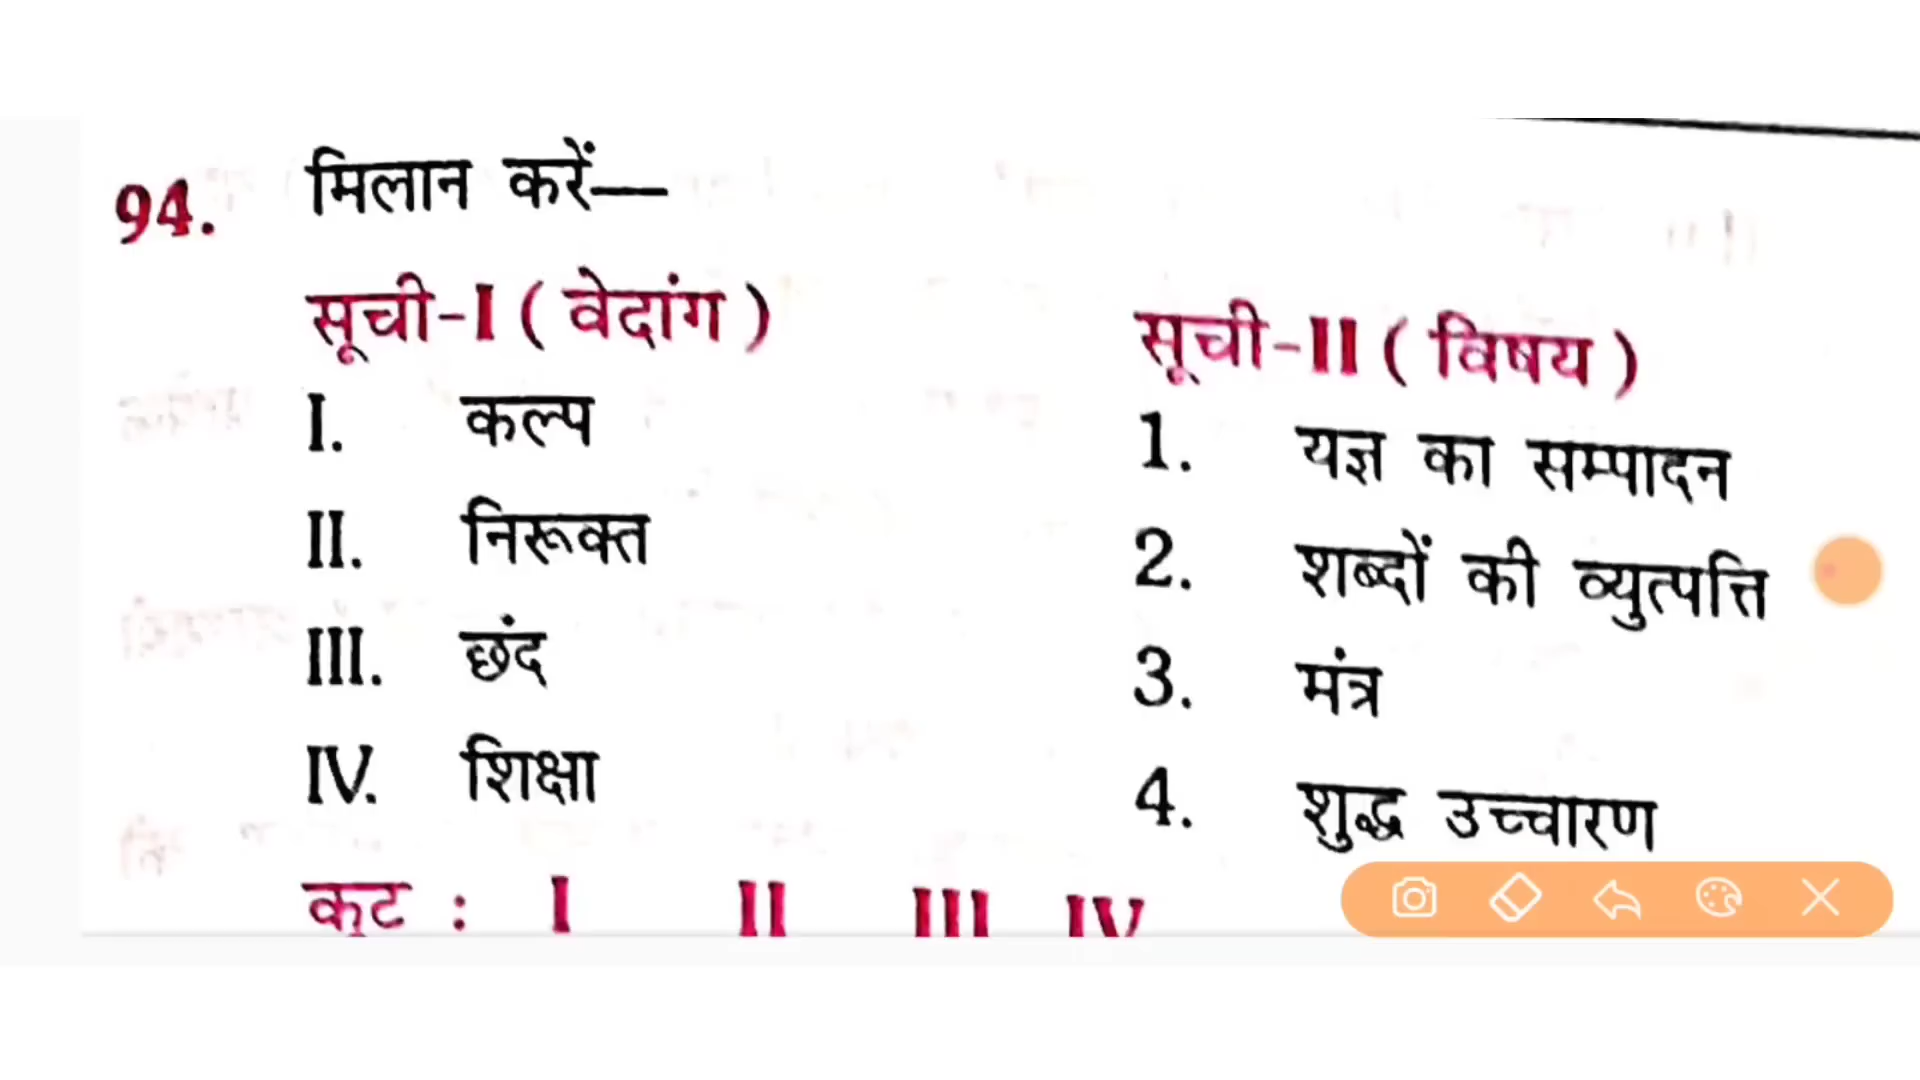 94. मिलान करें—
सूची-I ( वेदांग ) सूची-II ( विषय )
I. कल्प 1. यज्ञ का सम्पादन
II. निरूक्त 2. शब्दों की व्युत्पत्ति
III. छंद 3. मंत्र
IV. शिक्षा 4. शुद्ध उच्चारण
कूट : I II III IV